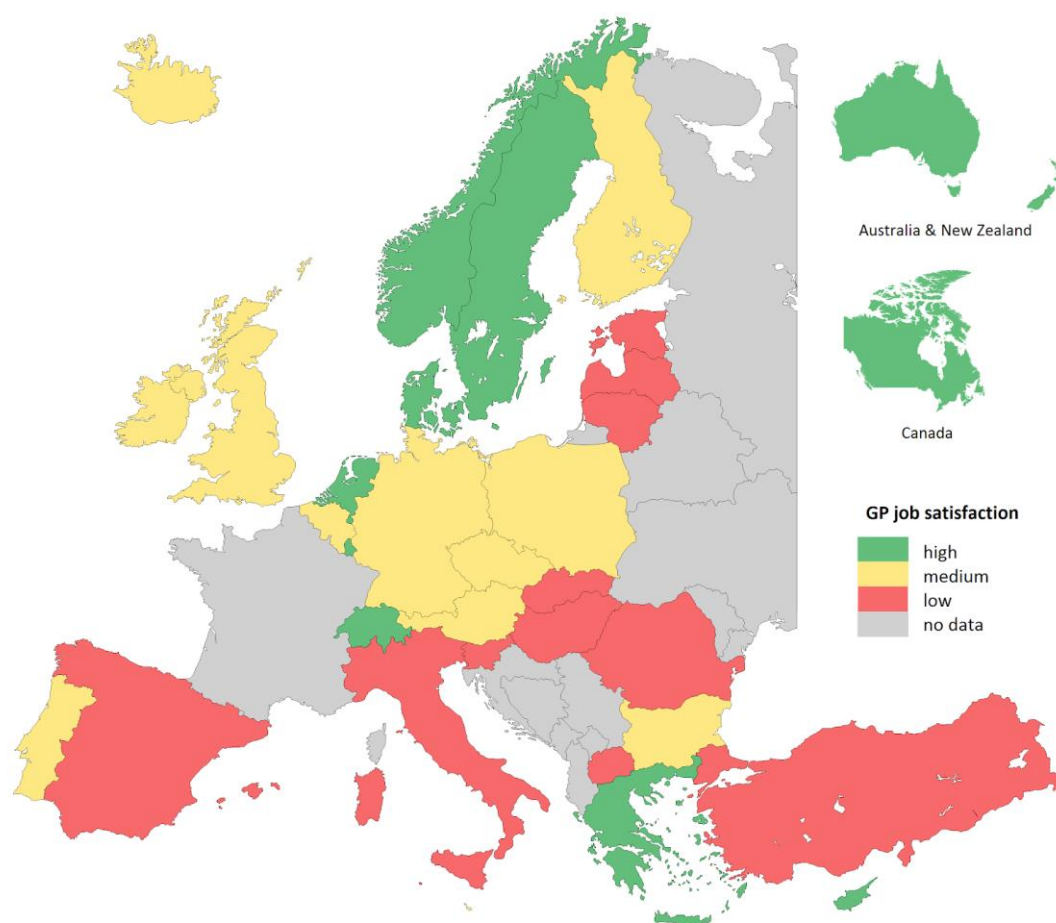 Australia & New Zealand
Canada
GP job satisfaction
high
medium
low
no data